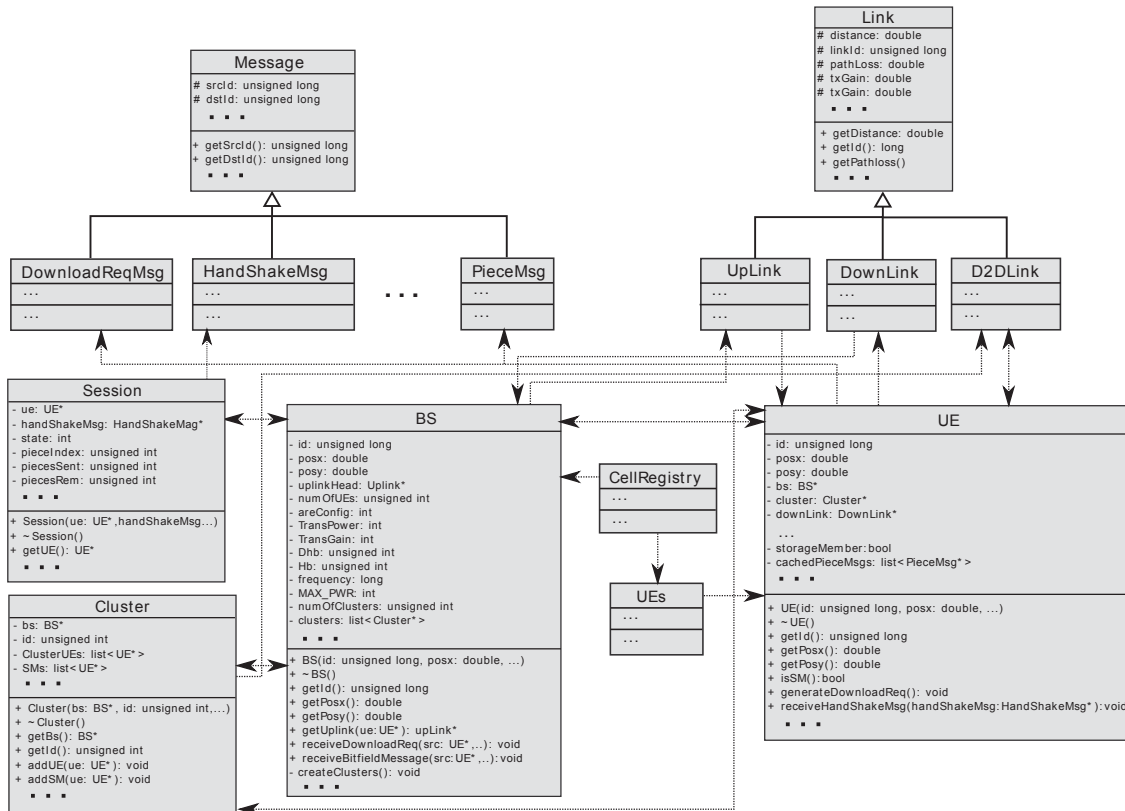 Message
# srcId: unsigned long
# dstId: unsigned long
...
+ getSrcId(): unsigned long
+ getDstId(): unsigned long
...
Link
# distance: double
# linkId: unsigned long
# pathLoss: double
# txGain: double
# txGain: double
...
+ getDistance: double
+ getId(): long
+ getPathloss()
...
DownloadReqMsg
...
...
HandShakeMsg
...
...
...
PieceMsg
...
...
UpLink
...
...
DownLink
...
...
D2DLink
...
...
Session
- ue: UE*
- handShakeMsg: HandShakeMag*
- state: int
- pieceIndex: unsigned int
- piecesSent: unsigned int
- piecesRem: unsigned int
...
+ Session(ue: UE*,handShakeMsg...)
+ ~Session()
+ getUE(): UE*
...
Cluster
- bs: BS*
- id: unsigned int
- ClusterUEs: list<UE*>
- SMs: list<UE*>
...
+ Cluster(bs: BS*, id: unsigned int,...)
+ ~Cluster()
+ getBs(): BS*
+ getId(): unsigned int
+ addUE(ue: UE*): void
+ addSM(ue: UE*): void
...
BS
- id: unsigned long
- posx: double
- posy: double
- uplinkHead: Uplink*
- numOfUEs: unsigned int
- areConfig: int
- TransPower: int
- TransGain: int
- Dhb: unsigned int
- Hb: unsigned int
- frequency: long
- MAX_PWR: int
- numOfClusters: unsigned int
- clusters: list<Cluster*>
...
+ BS(id: unsigned long, posx: double, ...)
+ ~BS()
+ getId(): unsigned long
+ getPosx(): double
+ getPosy(): double
+ getUplink(ue:UE*): upLink*
+ receiveDownloadReq(src: UE*,..): void
+ receiveBitfieldMessage(src:UE*,..):void
- createClusters(): void
...
CellRegistry
...
...
UEs
...
...
UE
- id: unsigned long
- posx: double
- posy: double
- bs: BS*
- cluster: Cluster*
- downLink: DownLink*
...
- storageMember:bool
- cachedPieceMsgs: list<PieceMsg*>
...
+ UE(id: unsigned long, posx: double, ...)
+ ~UE()
+ getId(): unsigned long
+ getPosx(): double
+ getPosy(): double
+ isSM():bool
+ generateDownloadReq(): void
+ receiveHandShakeMsg(handShakeMsg:HandShakeMsg*):void
...